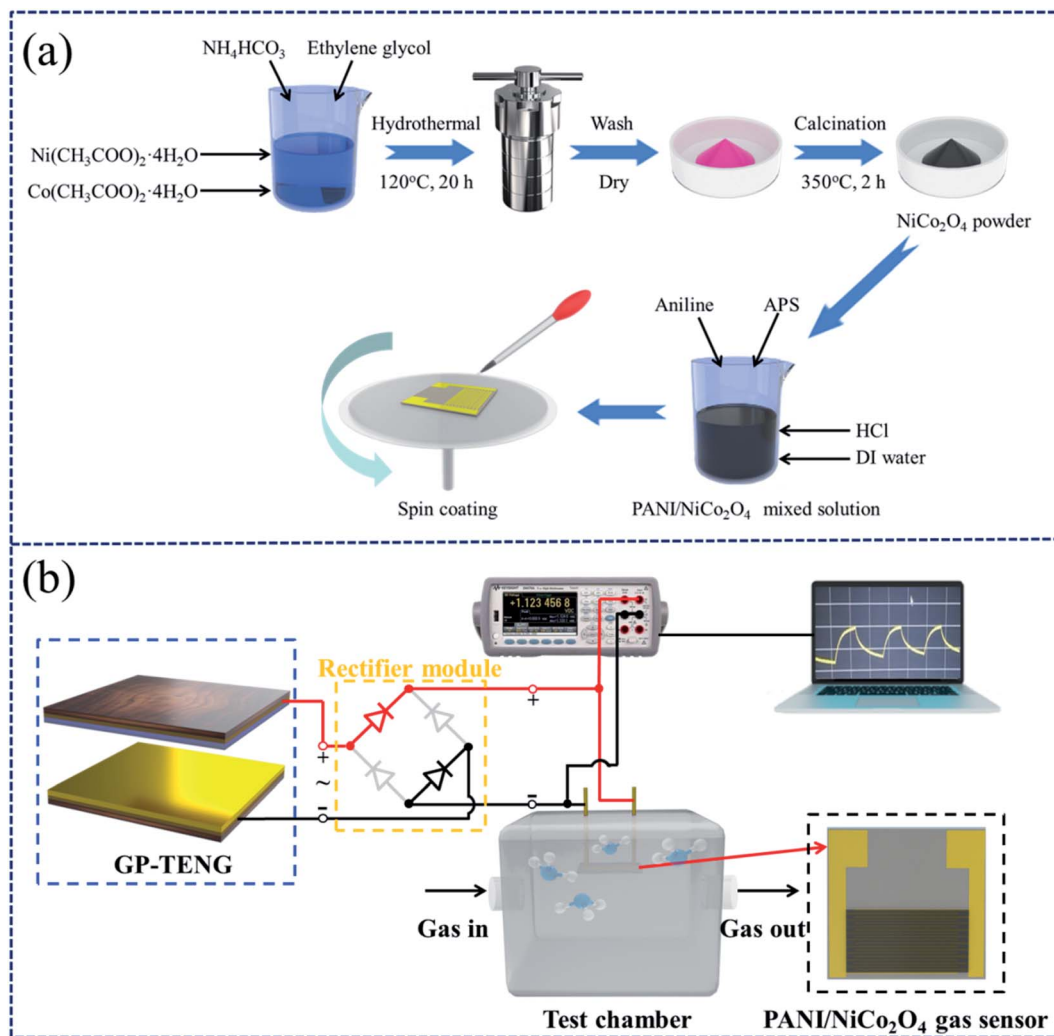 (a)
NH₄HCO₃ Ethylene glycol
Ni(CH₃COO)₂·4H₂O
Co(CH₃COO)₂·4H₂O
Hydrothermal
120°C, 20 h
Wash
Dry
Calcination
350°C, 2 h
NiCo₂O₄ powder
Aniline APS
HCl
DI water
Spin coating
PANI/NiCo₂O₄ mixed solution
(b)
+1.123 456 8
VDC
Rectifier module
+
+
~
-
-
GP-TENG
Gas in
Gas out
Test chamber
PANI/NiCo₂O₄ gas sensor